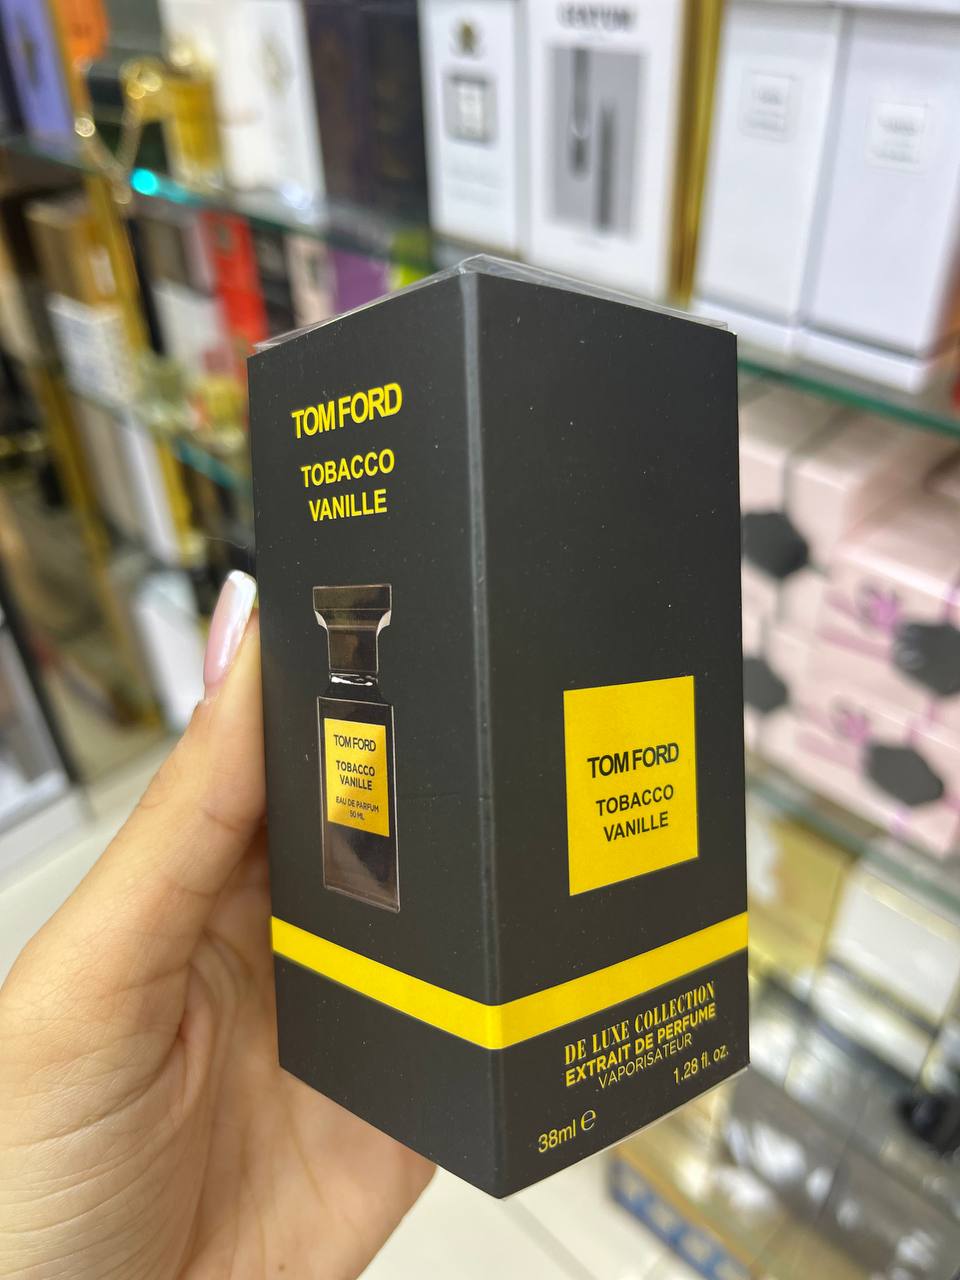 TOM FORD
TOBACCO
VANILLE
TOM FORD
TOBACCO
VANILLE
EAU DE PARFUM
50 ML
TOM FORD
TOBACCO
VANILLE
DE LUXE COLLECTION
EXTRAIT DE PERFUME
VAPORISATEUR
38ml ℮ 1.28 fl. oz.